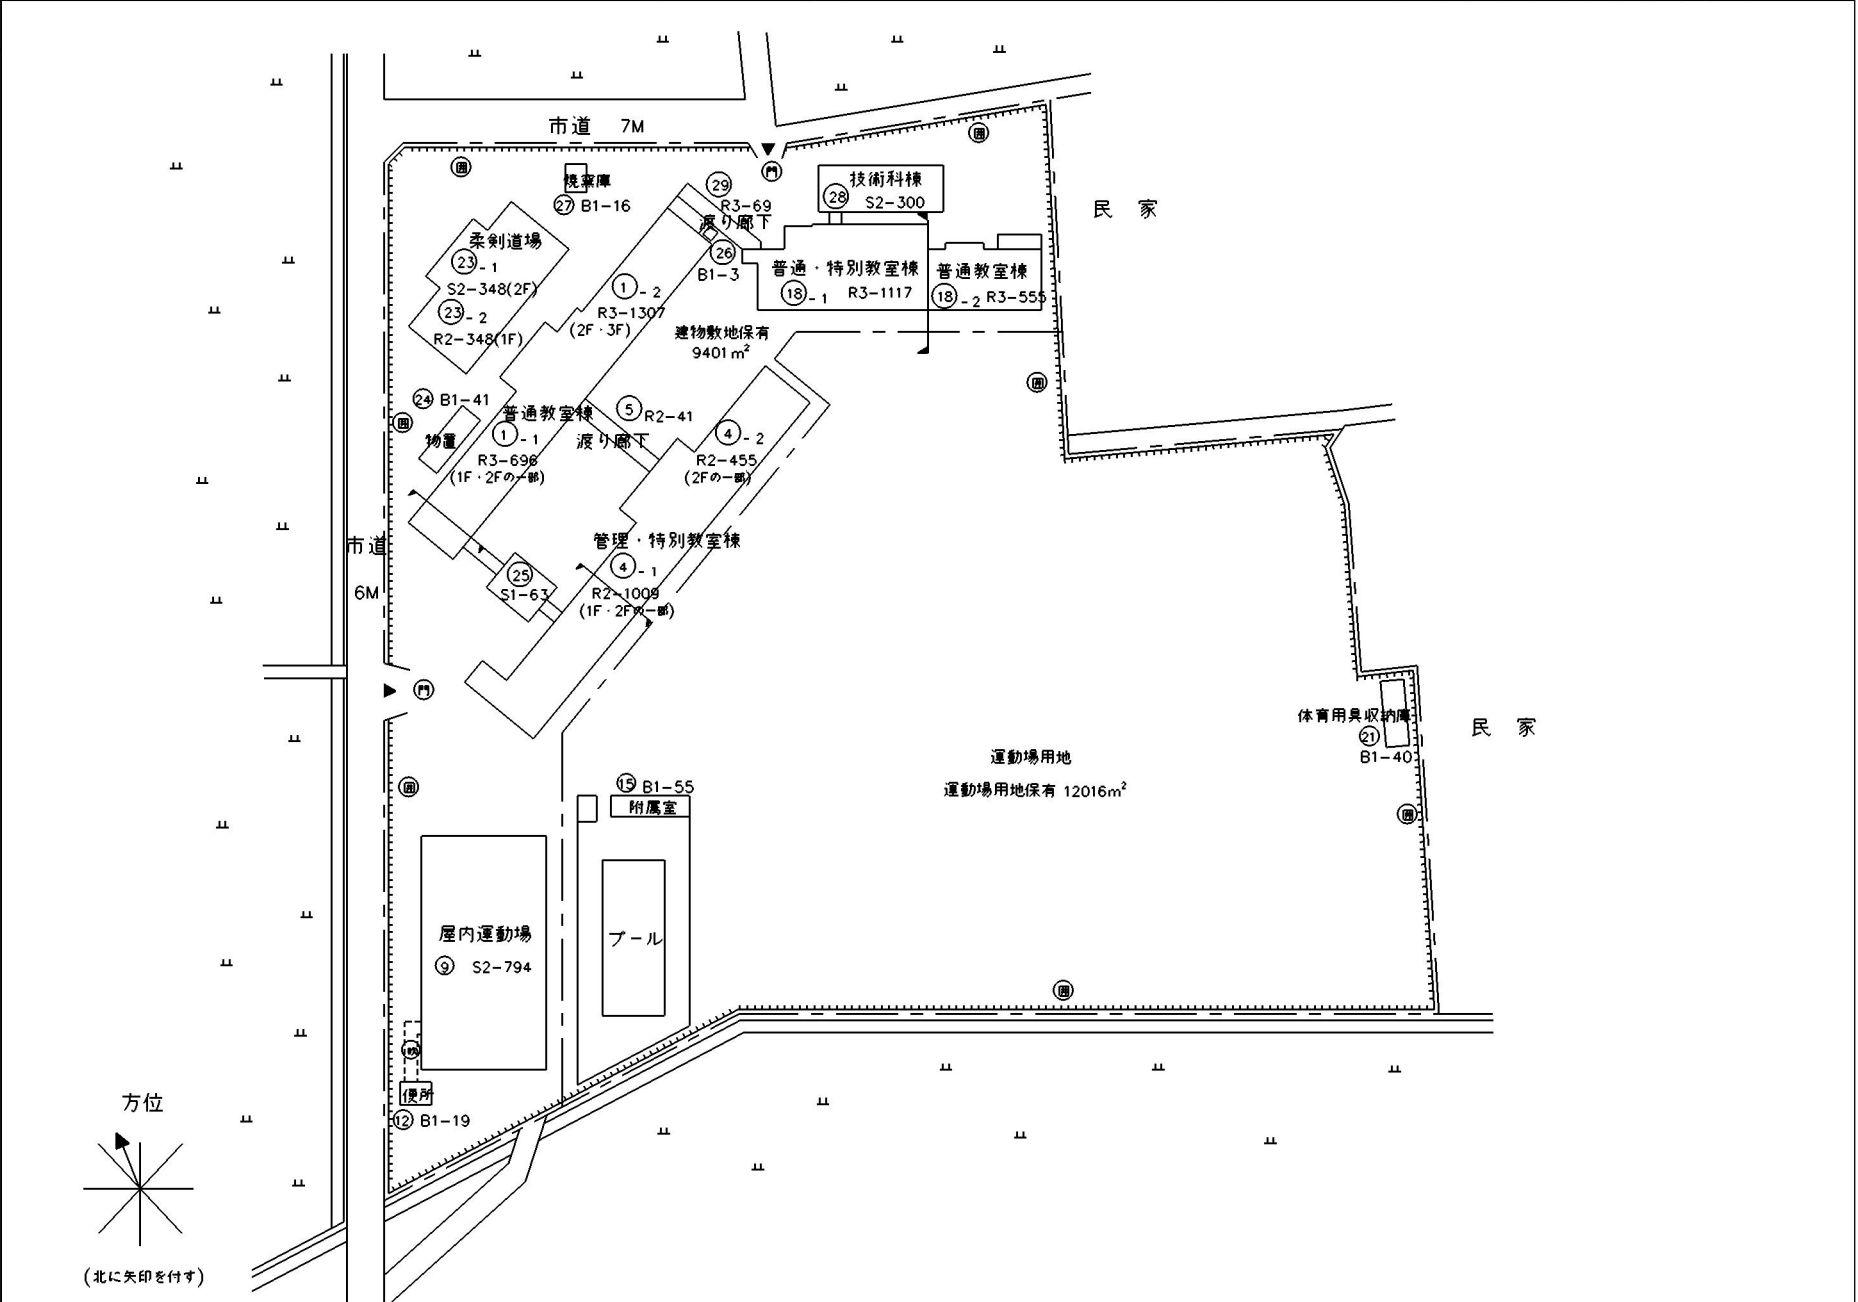 市道 7M
囲
囲
門
焼窯庫
㉗ B1-16
㉙
R3-69
渡り廊下
技術科棟
㉘ S2-300
民 家
柔剣道場
㉓-1
S2-348(2F)
㉓-2
R2-348(1F)
㉖
B1-3
①-2
R3-1307
(2F・3F)
普通・特別教室棟
⑱-1 R3-1117
普通教室棟
⑱-2 R3-555
建物敷地保有
9401㎡
囲
㉔ B1-41
囲
物置
普通教室棟
①-1
R3-696
(1F・2Fの一部)
⑤ R2-41
渡り廊下
④-2
R2-455
(2Fの一部)
市道
6M
管理・特別教室棟
④-1
R2-1009
(1F・2Fの一部)
㉕
S1-63
門
体育用具収納庫
㉑
B1-40
民 家
運動場用地
運動場用地保有 12016㎡
囲
囲
⑮ B1-55
附属室
屋内運動場
⑨ S2-794
プール
囲
便所
⑫ B1-19
方位
(北に矢印を付す)